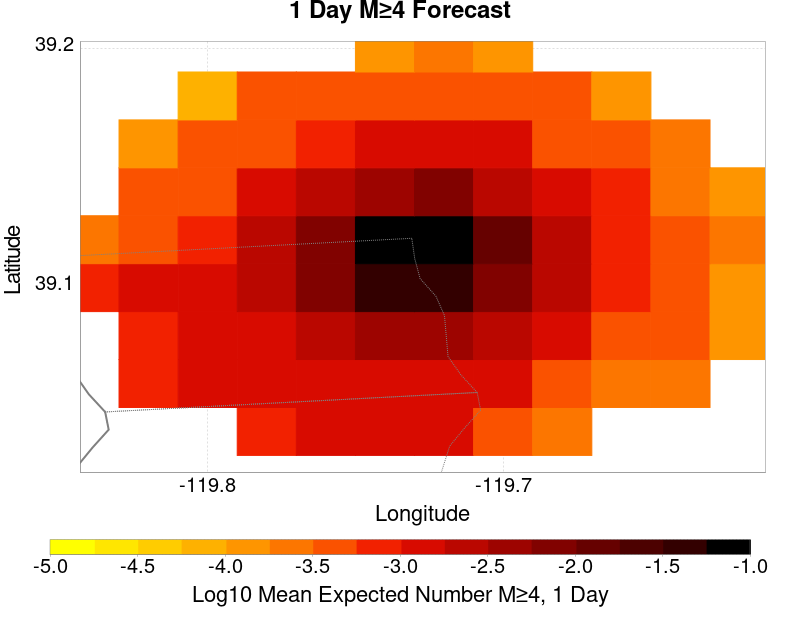 1 Day M≥4 Forecast
39.2
Latitude
39.1
-119.8 -119.7
Longitude
-5.0 -4.5 -4.0 -3.5 -3.0 -2.5 -2.0 -1.5 -1.0
Log10 Mean Expected Number M≥4, 1 Day